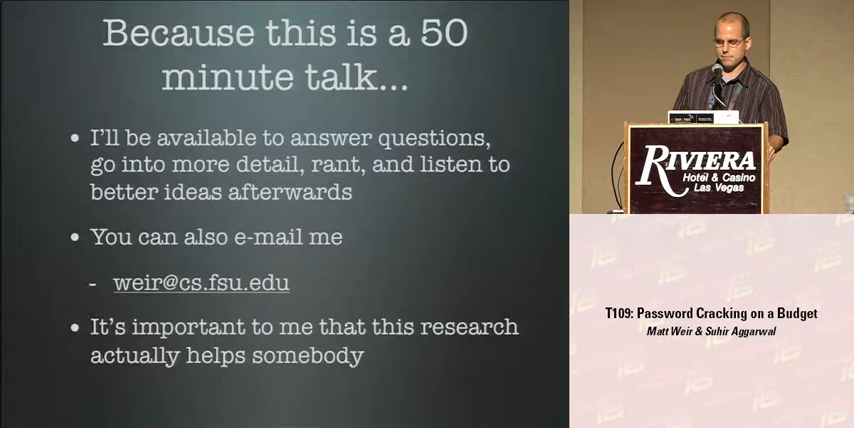 Because this is a 50
minute talk...
• I'll be available to answer questions,
go into more detail, rant, and listen to
better ideas afterwards
• You can also e-mail me
- weir@cs.fsu.edu
• It's important to me that this research
actually helps somebody
RIVIERA
Hotel & Casino
Las Vegas
T109: Password Cracking on a Budget
Matt Weir & Suhir Aggarwal